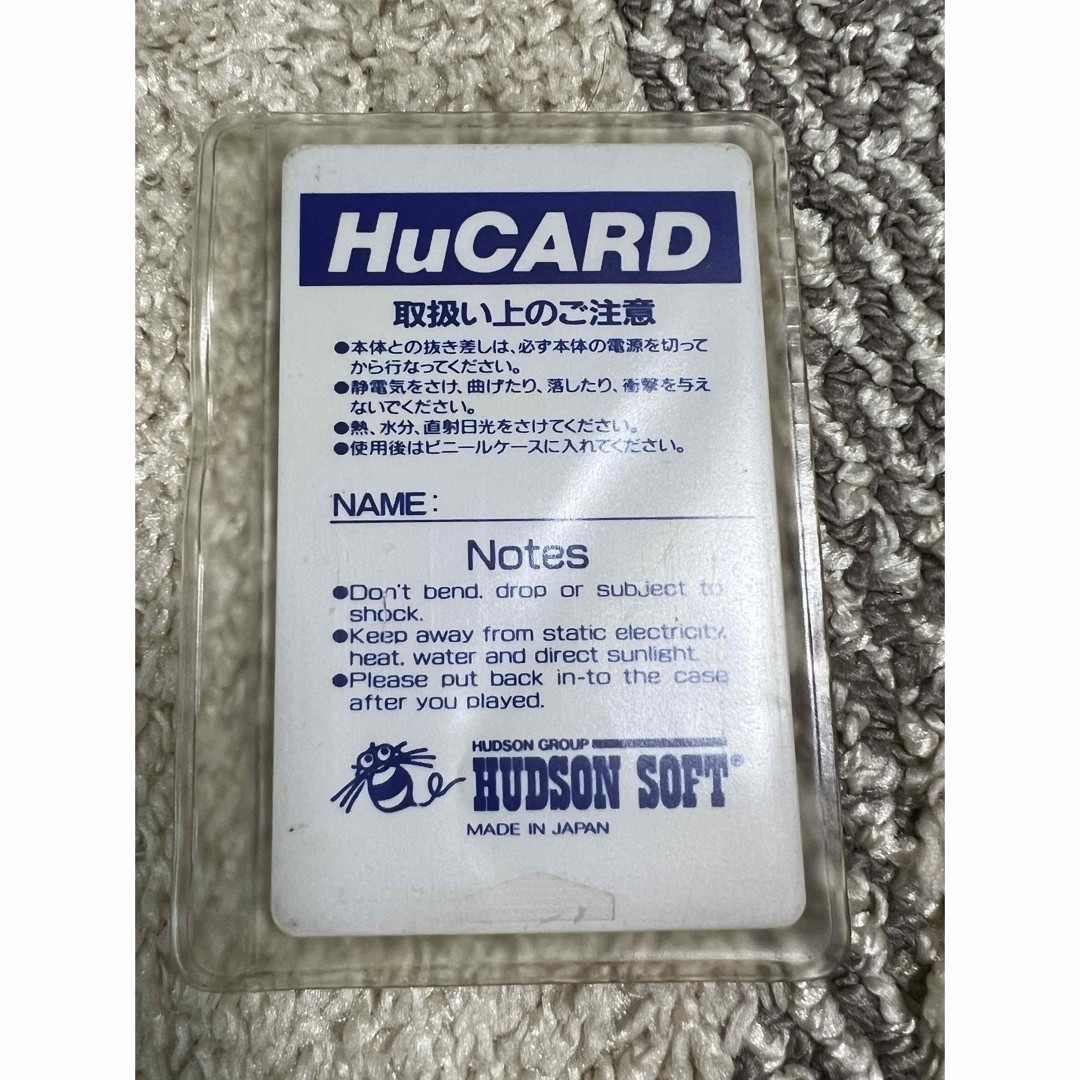 HuCARD
取扱い上のご注意
●本体との抜き差しは、必ず本体の電源を切って
から行なってください。
●静電気をさけ、曲げたり、落したり、衝撃を与え
ないでください。
●熱、水分、直射日光をさけてください。
●使用後はビニールケースに入れてください。
NAME:
Notes
●Don't bend. drop or subject to
shock.
●Keep away from static electricity.
heat. water and direct sunlight.
●Please put back in-to the case
after you played.
HUDSON GROUP
HUDSON SOFT®
MADE IN JAPAN